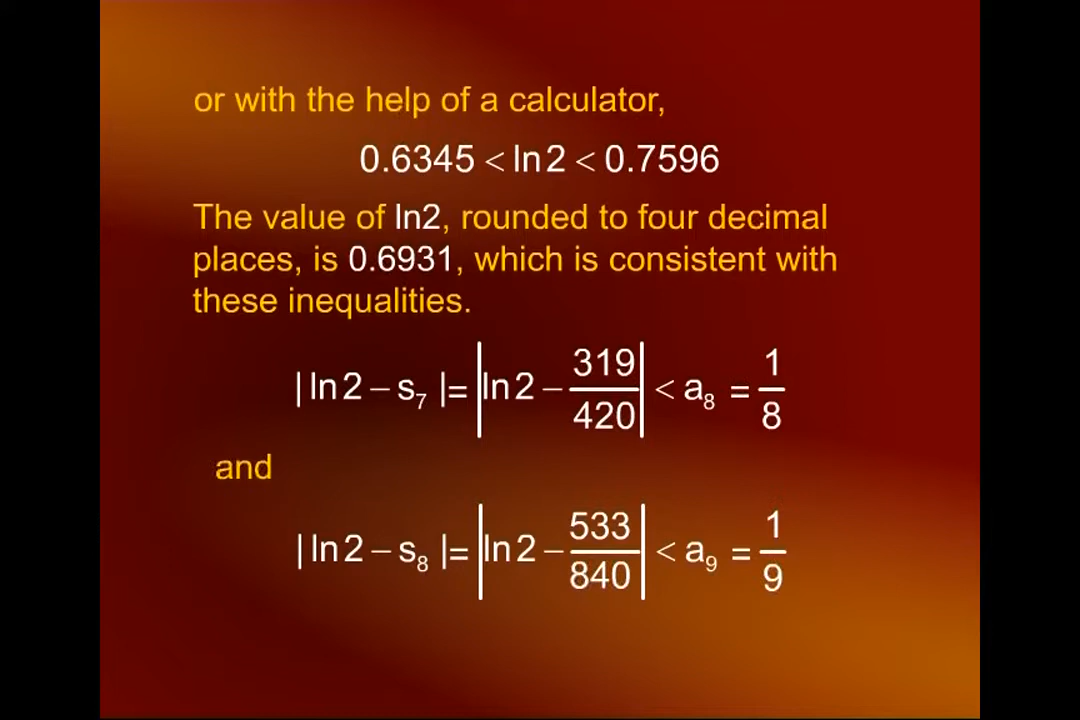 or with the help of a calculator,
0.6345 < ln2 < 0.7596
The value of ln2, rounded to four decimal
places, is 0.6931, which is consistent with
these inequalities.
|ln2 − s₇| = |ln2 − 319/420| < a₈ = 1/8
and
|ln2 − s₈| = |ln2 − 533/840| < a₉ = 1/9